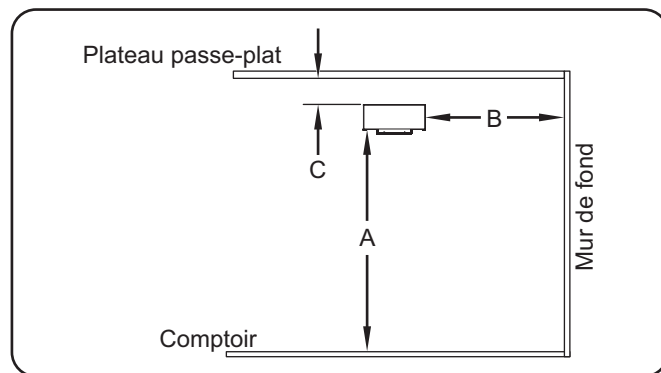 Plateau passe-plat
B
C
A
Mur de fond
Comptoir